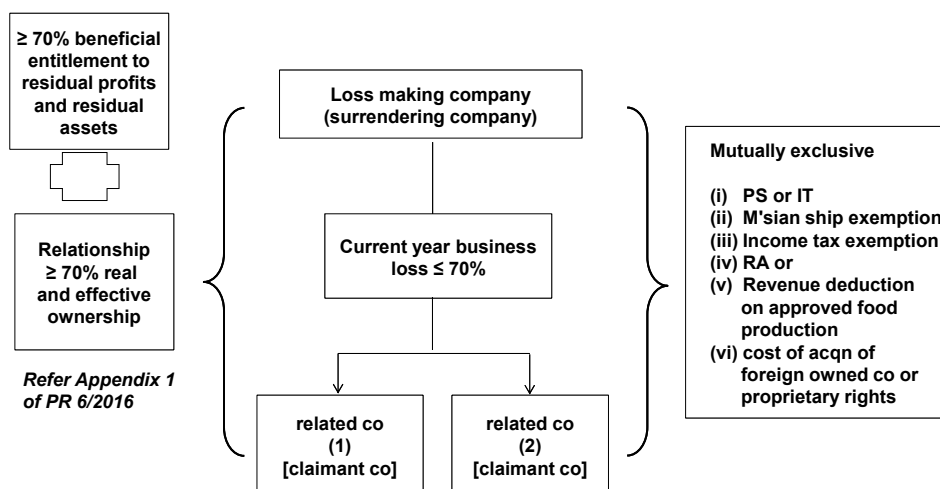 ≥ 70% beneficial
entitlement to
residual profits
and residual
assets
Relationship
≥ 70% real
and effective
ownership
Refer Appendix 1
of PR 6/2016
Loss making company
(surrendering company)
Current year business
loss ≤ 70%
related co
(1)
[claimant co]
related co
(2)
[claimant co]
Mutually exclusive
(i) PS or IT
(ii) M'sian ship exemption
(iii) Income tax exemption
(iv) RA or
(v) Revenue deduction
on approved food
production
(vi) cost of acqn of
foreign owned co or
proprietary rights